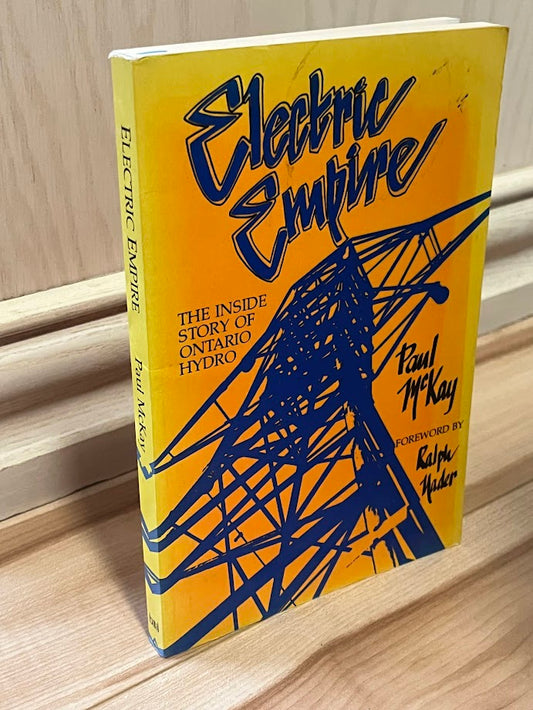 Electric
Empire
THE INSIDE
STORY OF
ONTARIO
HYDRO
Paul
McKay
FOREWORD BY
Ralph
Nader
ELECTRIC EMPIRE Paul McKay